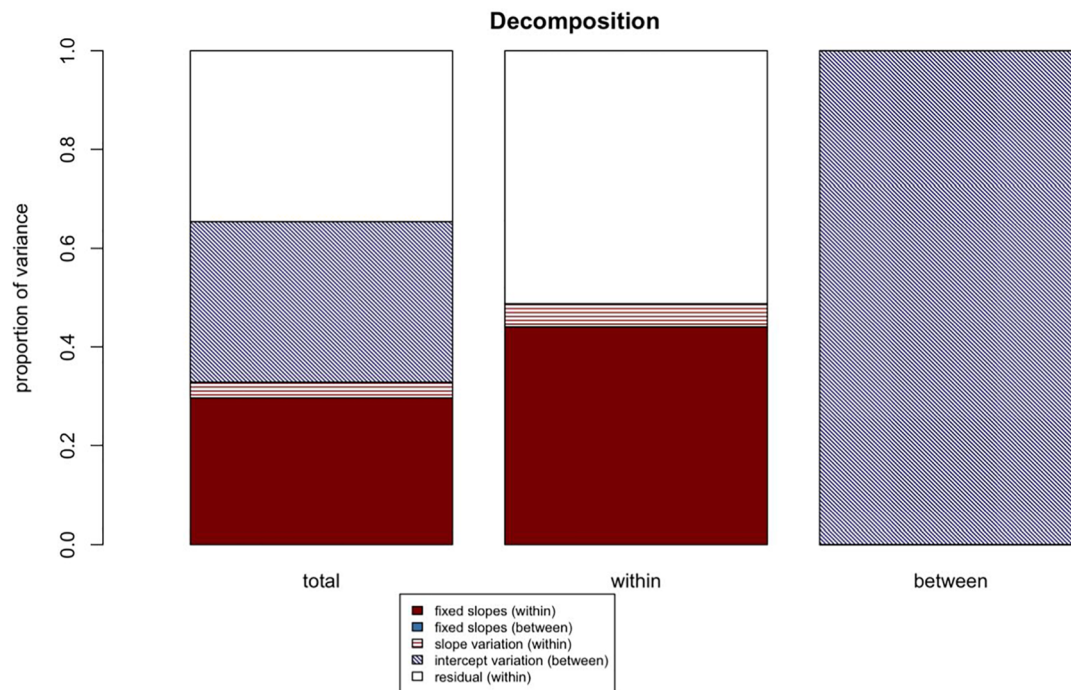 Decomposition
proportion of variance
1.0
0.8
0.6
0.4
0.2
0.0
total within between
fixed slopes (within)
fixed slopes (between)
slope variation (within)
intercept variation (between)
residual (within)